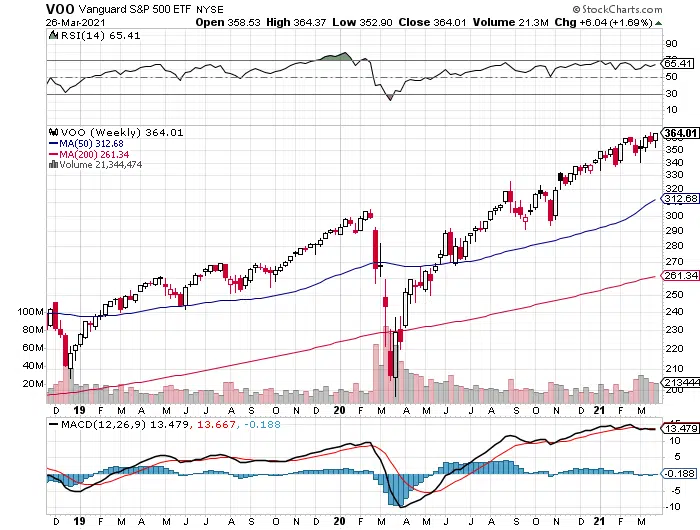 VOO Vanguard S&P 500 ETF NYSE © StockCharts.com
26-Mar-2021 Open 358.53 High 364.37 Low 352.90 Close 364.01 Volume 21.3M Chg +6.04 (+1.69%)
RSI(14) 65.41
90
70
65.41
50
30
10
VOO (Weekly) 364.01
MA(50) 312.68
MA(200) 261.34
Volume 21,344,474
364.01
350
340
330
320
312.68
300
290
280
270
261.34
250
240
230
220
210
200
213444
100M
80M
60M
40M
20M
D 19 F M A M J J A S O N D 20 F M A M J J A S O N D 21 F M
MACD(12,26,9) 13.479, 13.667, -0.188
15
13.479
10
5
-0.188
-5
-10
D 19 F M A M J J A S O N D 20 F M A M J J A S O N D 21 F M